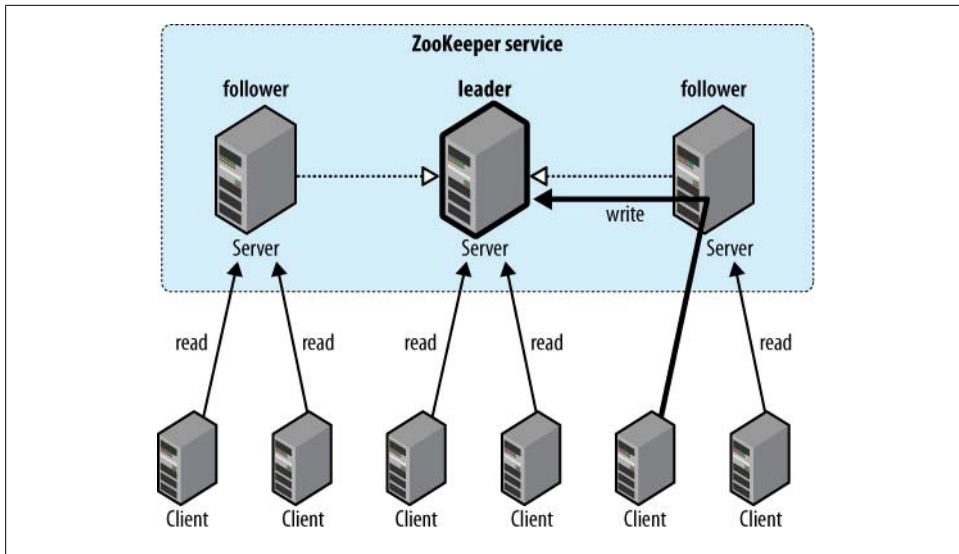 ZooKeeper service
follower
leader
follower
write
Server
Server
Server
read
read
read
read
read
Client
Client
Client
Client
Client
Client